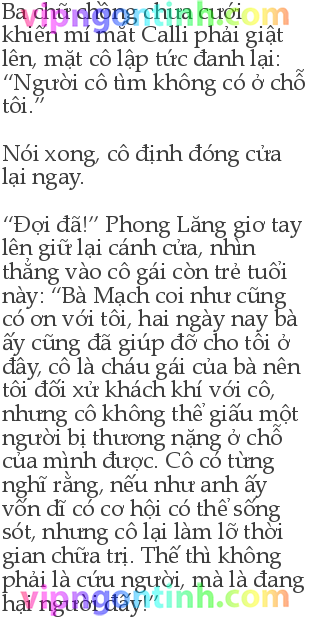 Ba chữ chồng chưa cưới
khiến mí mắt Calli phải giật
lên, mặt cô lập tức đanh lại:
“Người cô tìm không có ở chỗ
tôi.”
Nói xong, cô định đóng cửa
lại ngay.
“Đợi đã!” Phong Lăng giơ tay
lên giữ lại cánh cửa, nhìn
thẳng vào cô gái còn trẻ tuổi
này: “Bà Mạch coi như cũng
có ơn với tôi, hai ngày nay bà
ấy cũng đã giúp đỡ cho tôi ở
đây, cô là cháu gái của bà nên
tôi đối xử khách khí với cô,
nhưng cô không thể giấu một
người bị thương nặng ở chỗ
của mình được. Cô có từng
nghĩ rằng, nếu như anh ấy
vốn dĩ có cơ hội có thể sống
sót, nhưng cô lại làm lỡ thời
gian chữa trị. Thế thì không
phải là cứu người, mà là đang
hại người đấy!”
vipngontinh.com
vipngontinh.com